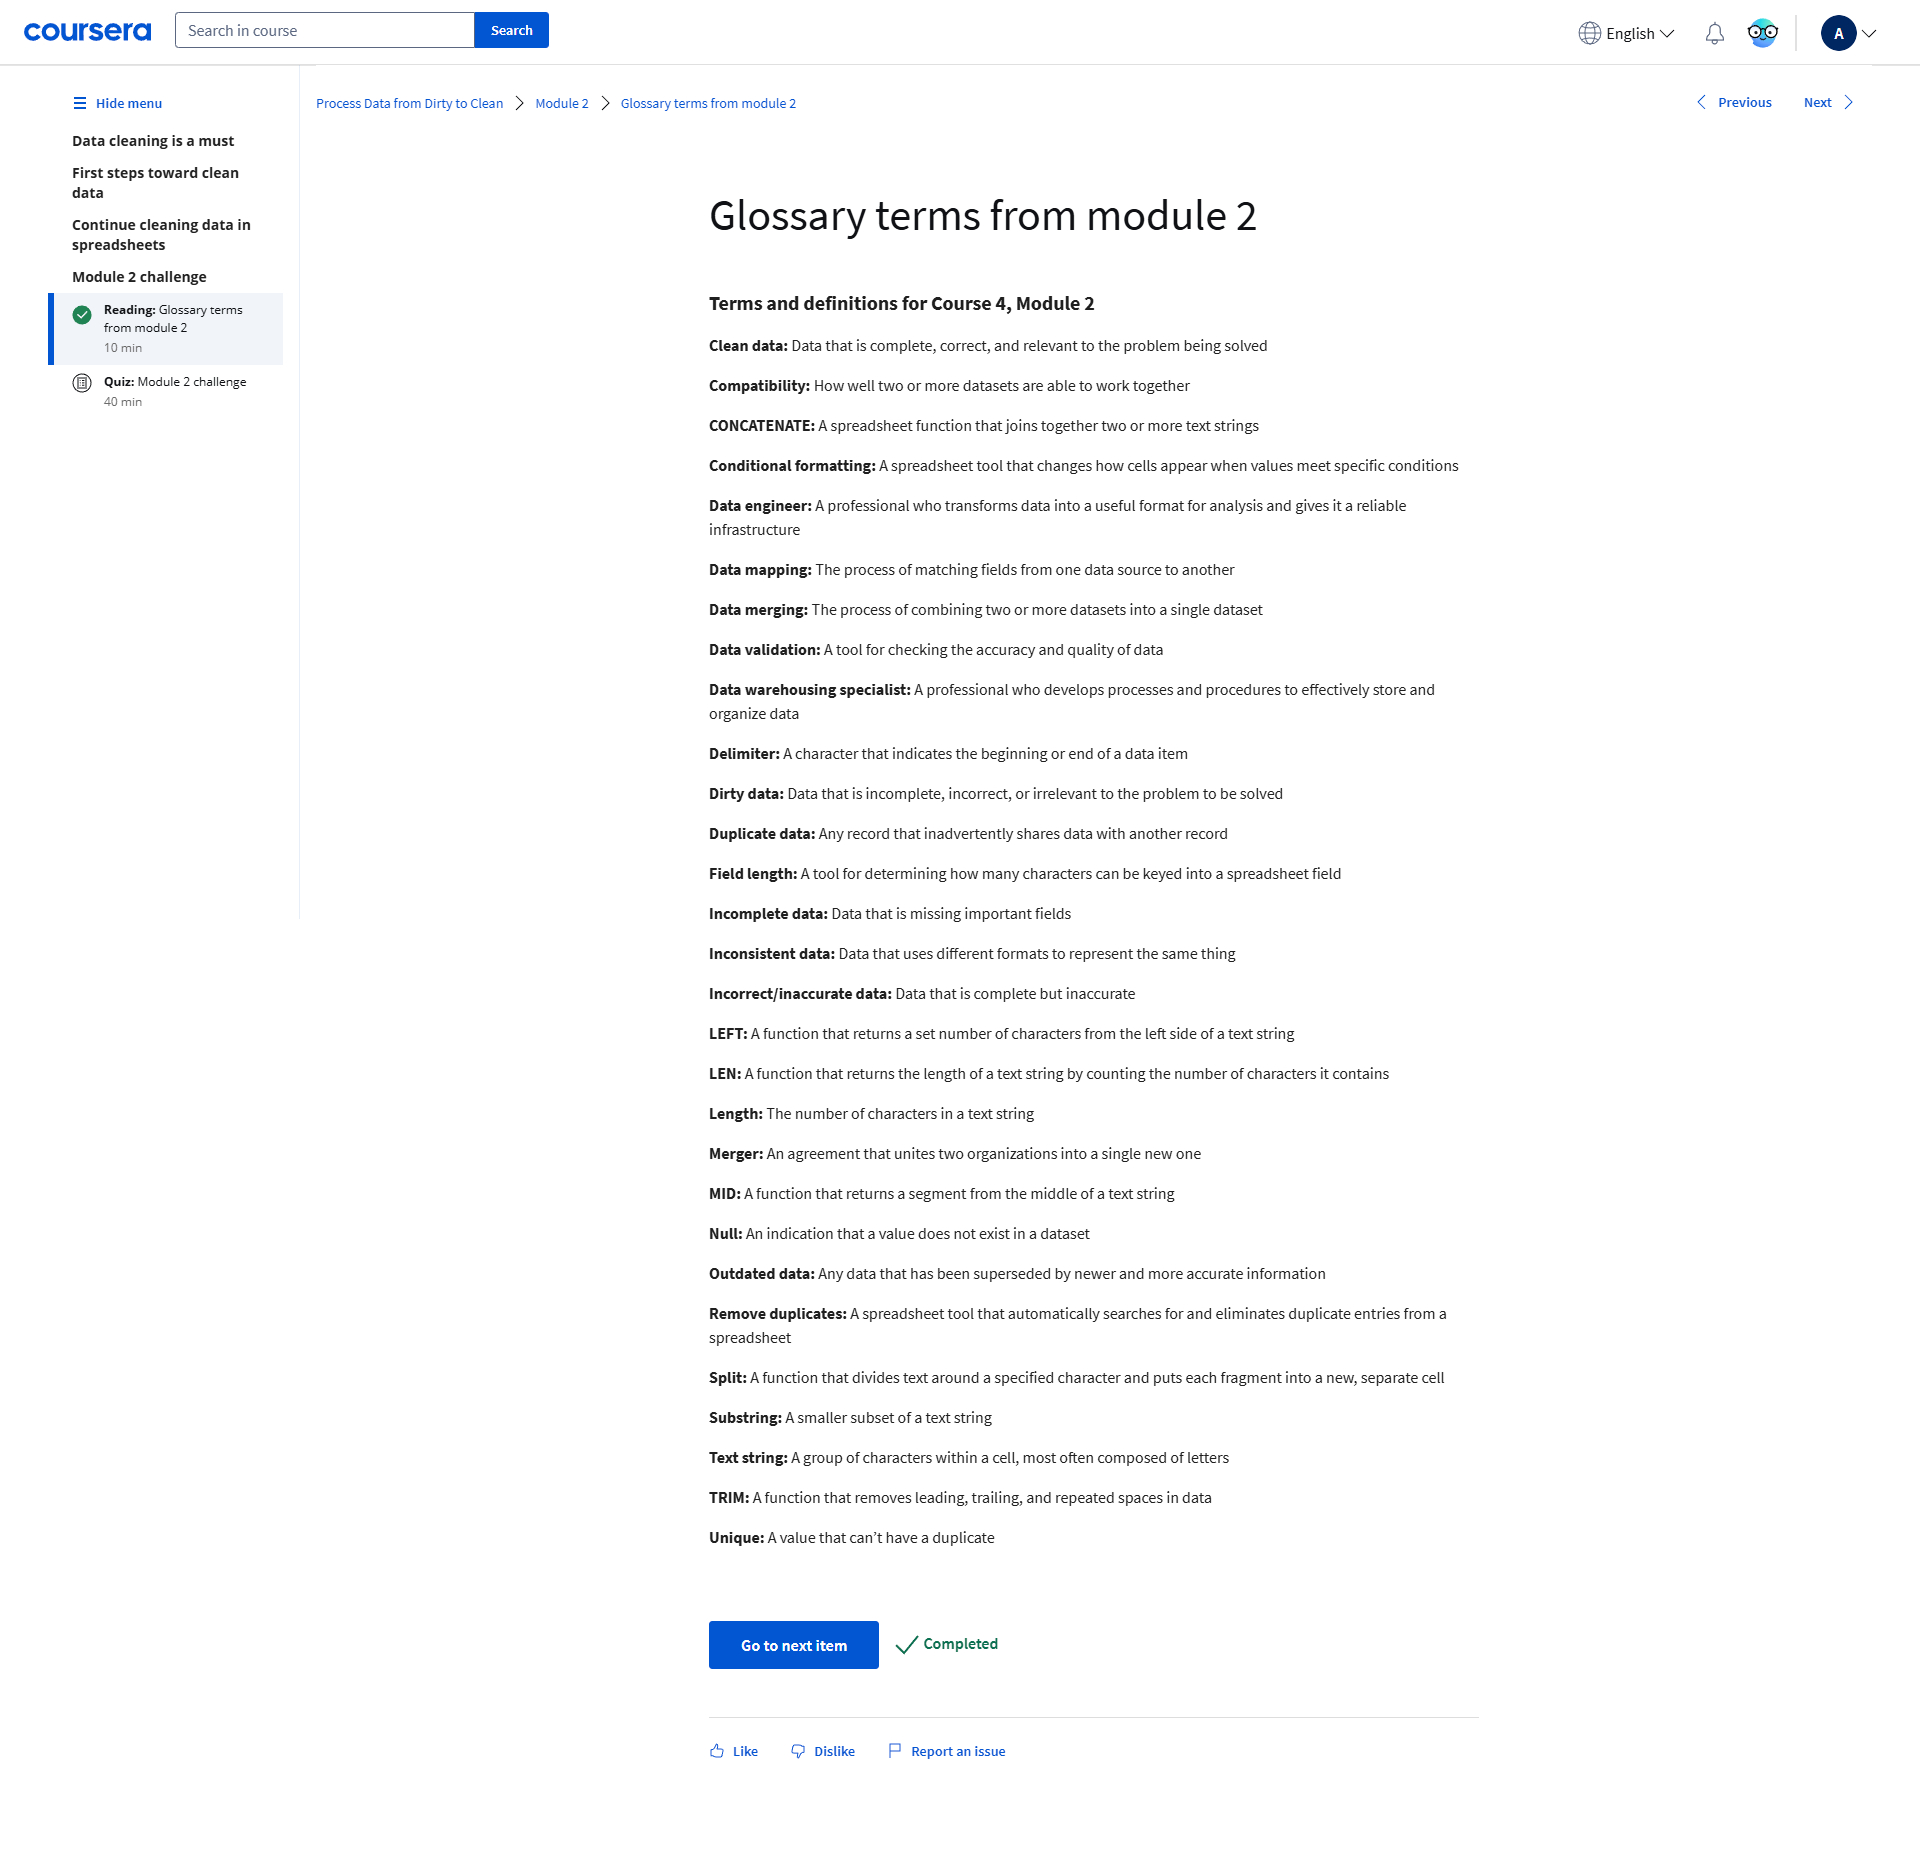 coursera
Search in course
Search
English
A
Hide menu
Data cleaning is a must
First steps toward clean
data
Continue cleaning data in
spreadsheets
Module 2 challenge
Reading: Glossary terms
from module 2
10 min
Quiz: Module 2 challenge
40 min
Process Data from Dirty to Clean
Module 2
Glossary terms from module 2
Previous
Next
Glossary terms from module 2
Terms and definitions for Course 4, Module 2
Clean data: Data that is complete, correct, and relevant to the problem being solved
Compatibility: How well two or more datasets are able to work together
CONCATENATE: A spreadsheet function that joins together two or more text strings
Conditional formatting: A spreadsheet tool that changes how cells appear when values meet specific conditions
Data engineer: A professional who transforms data into a useful format for analysis and gives it a reliable
infrastructure
Data mapping: The process of matching fields from one data source to another
Data merging: The process of combining two or more datasets into a single dataset
Data validation: A tool for checking the accuracy and quality of data
Data warehousing specialist: A professional who develops processes and procedures to effectively store and
organize data
Delimiter: A character that indicates the beginning or end of a data item
Dirty data: Data that is incomplete, incorrect, or irrelevant to the problem to be solved
Duplicate data: Any record that inadvertently shares data with another record
Field length: A tool for determining how many characters can be keyed into a spreadsheet field
Incomplete data: Data that is missing important fields
Inconsistent data: Data that uses different formats to represent the same thing
Incorrect/inaccurate data: Data that is complete but inaccurate
LEFT: A function that returns a set number of characters from the left side of a text string
LEN: A function that returns the length of a text string by counting the number of characters it contains
Length: The number of characters in a text string
Merger: An agreement that unites two organizations into a single new one
MID: A function that returns a segment from the middle of a text string
Null: An indication that a value does not exist in a dataset
Outdated data: Any data that has been superseded by newer and more accurate information
Remove duplicates: A spreadsheet tool that automatically searches for and eliminates duplicate entries from a
spreadsheet
Split: A function that divides text around a specified character and puts each fragment into a new, separate cell
Substring: A smaller subset of a text string
Text string: A group of characters within a cell, most often composed of letters
TRIM: A function that removes leading, trailing, and repeated spaces in data
Unique: A value that can’t have a duplicate
Go to next item
Completed
Like
Dislike
Report an issue